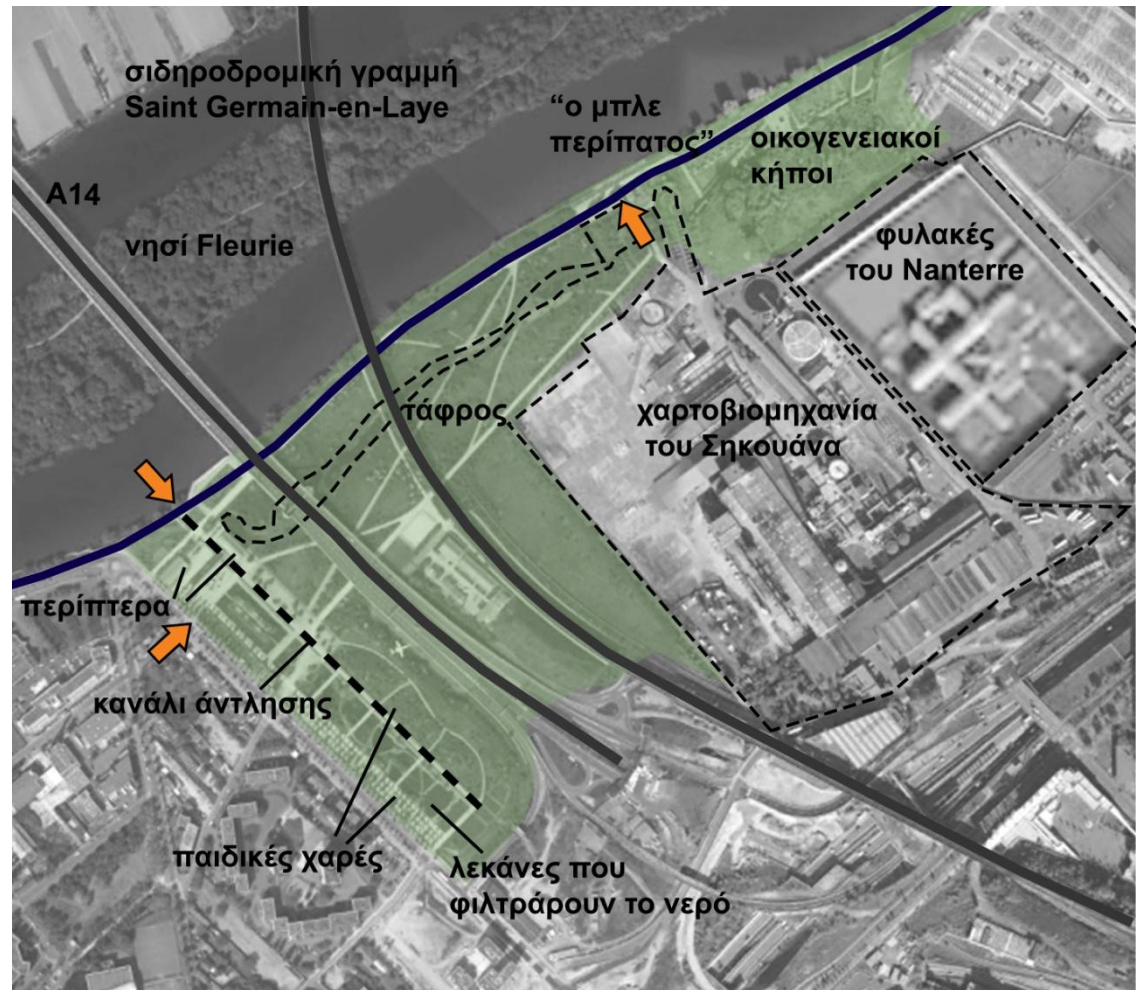 σιδηροδρομική γραμμή
Saint Germain-en-Laye
“ο μπλε
περίπατος”
οικογενειακοί
κήποι
A14
νησί Fleurie
φυλακές
του Nanterre
τάφρος
χαρτοβιομηχανία
του Σηκουάνα
περίπτερα
κανάλι άντλησης
παιδικές χαρές
λεκάνες που
φιλτράρουν το νερό